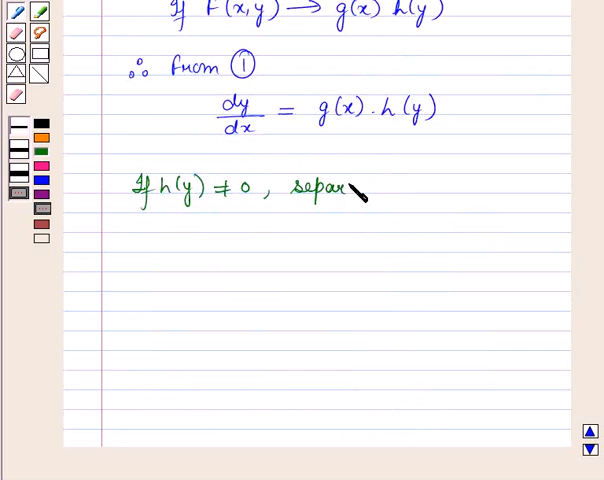 If F(x,y) → g(x) h(y)
∴ from ①
dy/dx = g(x) . h(y)
If h(y) ≠ 0 , separ